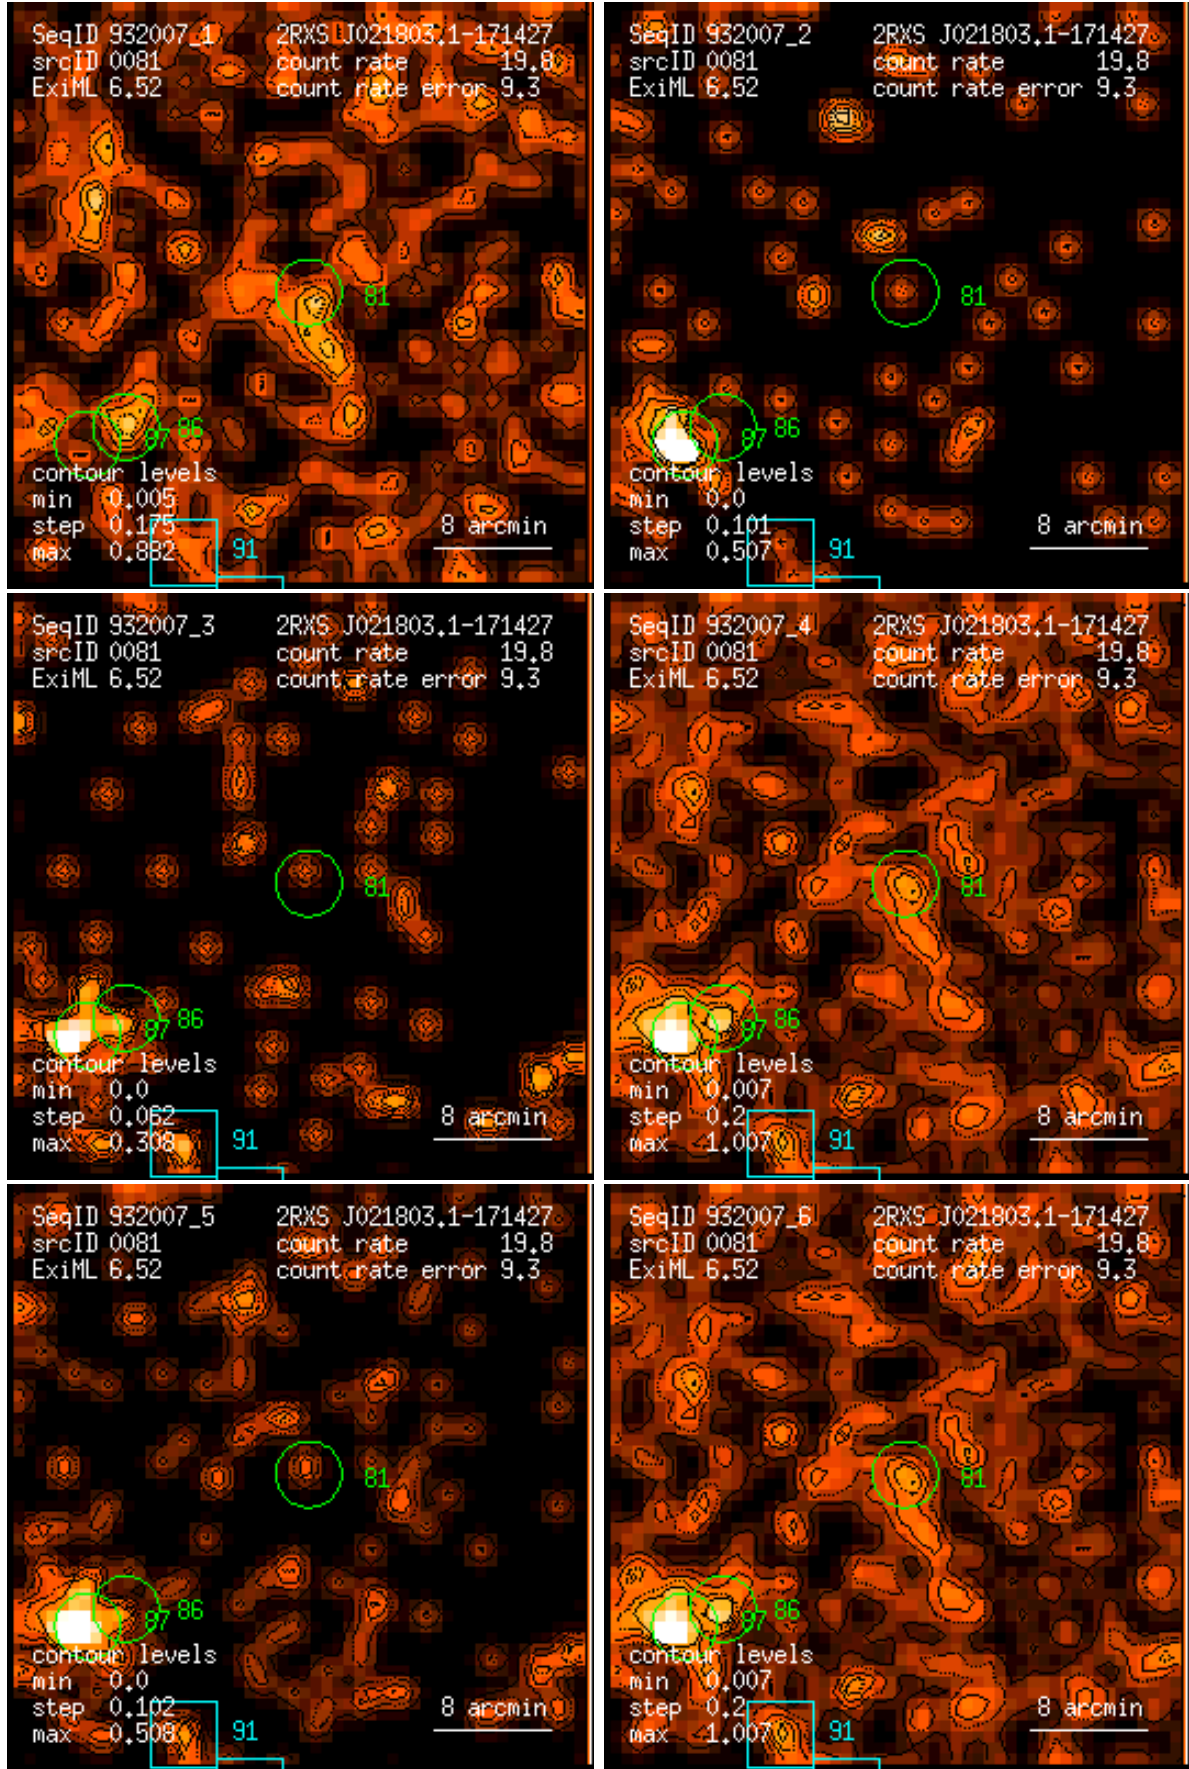 SeqID 932007_1 2RXS J021803.1-171427
srcID 0081 count rate 19.8
ExiML 6.52 count rate error 9.3
81
87 86
contour levels
min 0.005
step 0.175
max 0.882
91
8 arcmin
SeqID 932007_2 2RXS J021803.1-171427
srcID 0081 count rate 19.8
ExiML 6.52 count rate error 9.3
81
87 86
contour levels
min 0.0
step 0.101
max 0.507
91
8 arcmin
SeqID 932007_3 2RXS J021803.1-171427
srcID 0081 count rate 19.8
ExiML 6.52 count rate error 9.3
81
87 86
contour levels
min 0.0
step 0.062
max 0.308
91
8 arcmin
SeqID 932007_4 2RXS J021803.1-171427
srcID 0081 count rate 19.8
ExiML 6.52 count rate error 9.3
81
87 86
contour levels
min 0.007
step 0.2
max 1.007
91
8 arcmin
SeqID 932007_5 2RXS J021803.1-171427
srcID 0081 count rate 19.8
ExiML 6.52 count rate error 9.3
81
87 86
contour levels
min 0.0
step 0.102
max 0.508
91
8 arcmin
SeqID 932007_6 2RXS J021803.1-171427
srcID 0081 count rate 19.8
ExiML 6.52 count rate error 9.3
81
87 86
contour levels
min 0.007
step 0.2
max 1.007
91
8 arcmin